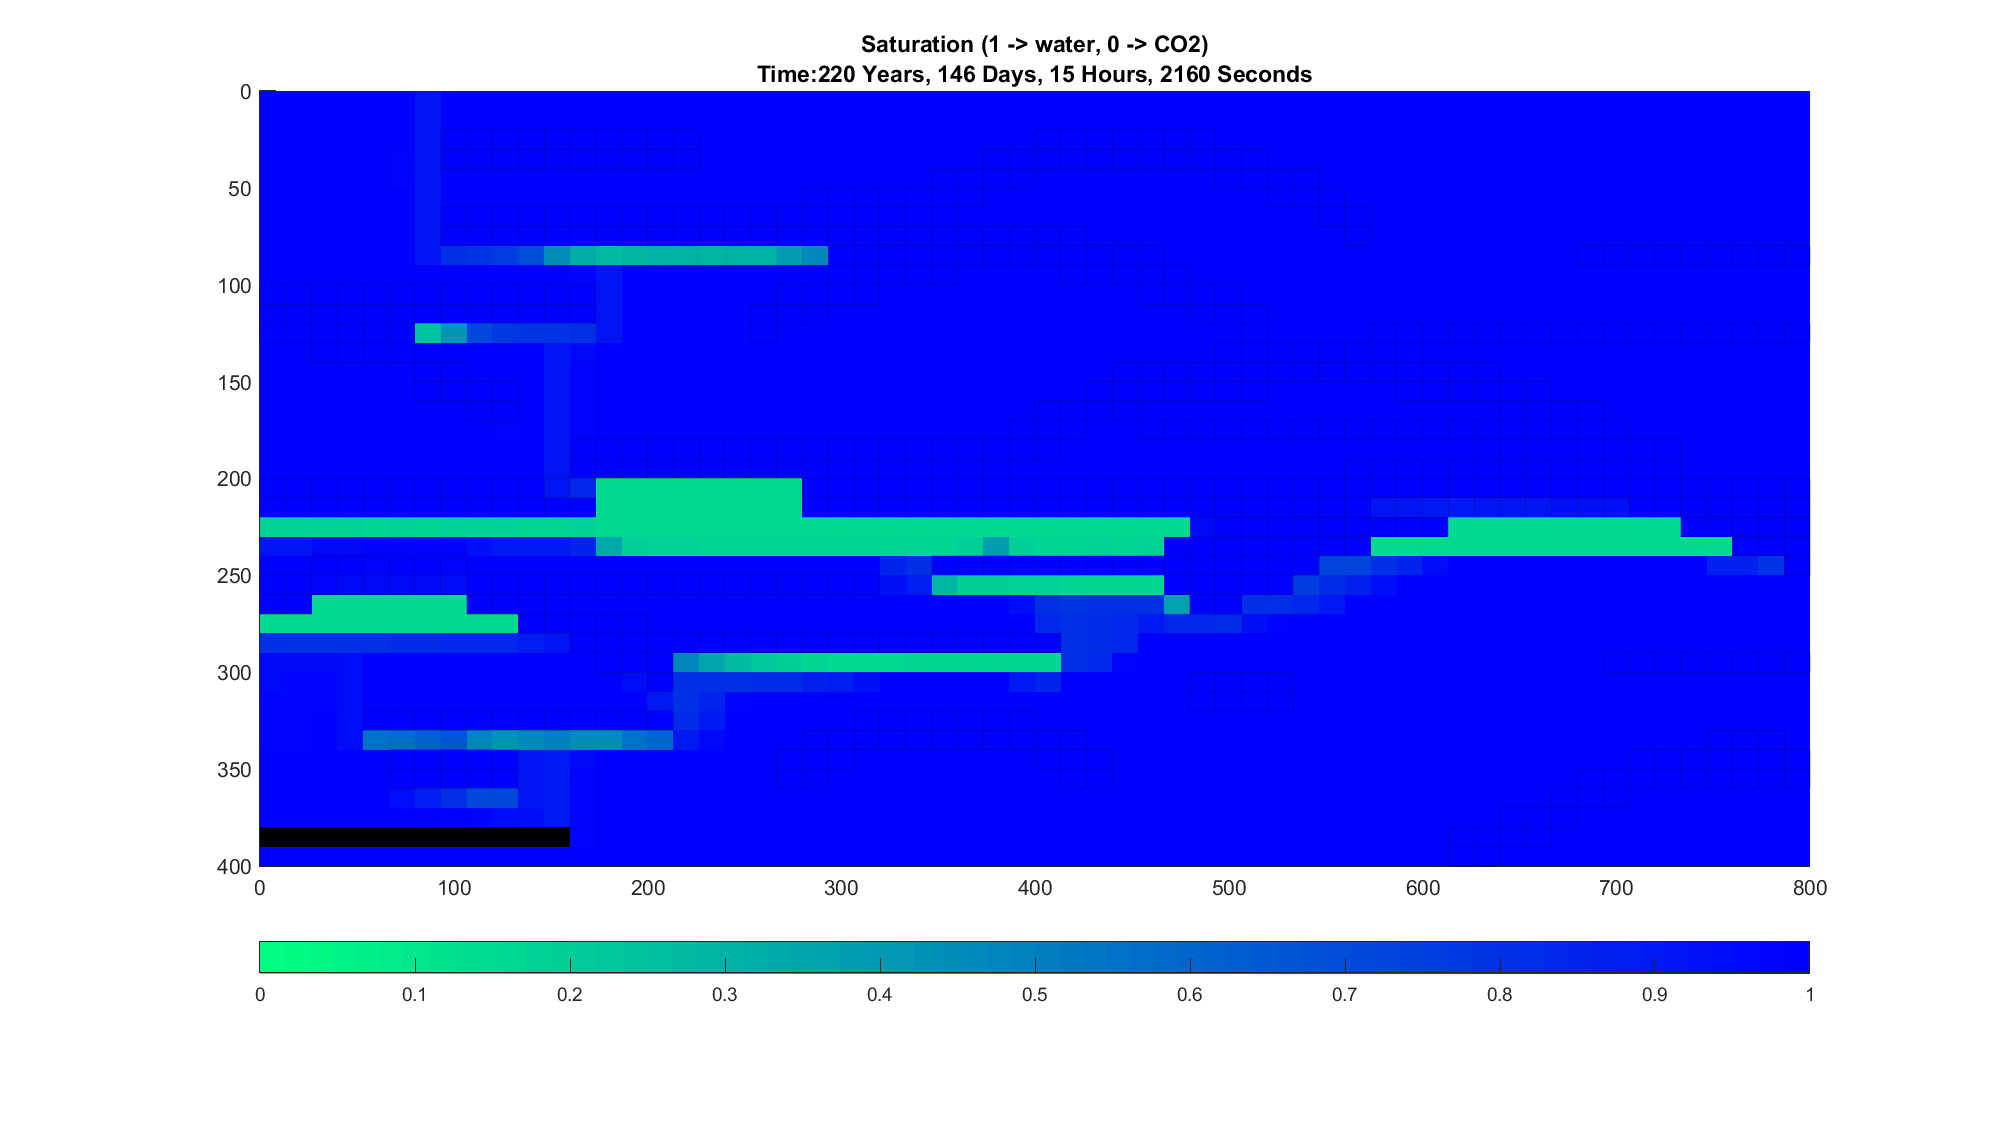 Saturation (1 -> water, 0 -> CO2)
Time:220 Years, 146 Days, 15 Hours, 2160 Seconds
0
50
100
150
200
250
300
350
400
0 100 200 300 400 500 600 700 800
0 0.1 0.2 0.3 0.4 0.5 0.6 0.7 0.8 0.9 1